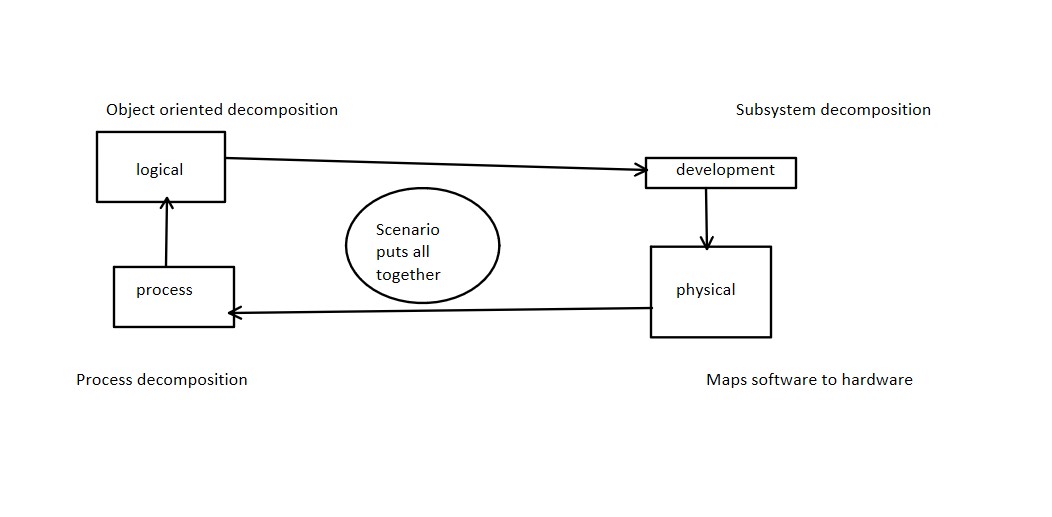 Object oriented decomposition
Subsystem decomposition
logical
development
Scenario
puts all
together
process
physical
Process decomposition
Maps software to hardware